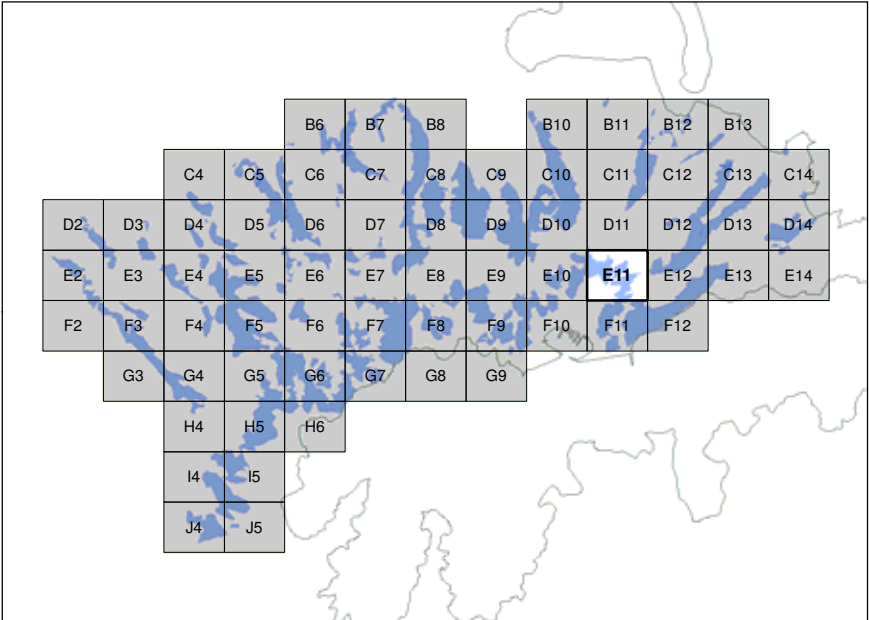 B6 B7 B8 B10 B11 B12 B13
C4 C5 C6 C7 C8 C9 C10 C11 C12 C13 C14
D2 D3 D4 D5 D6 D7 D8 D9 D10 D11 D12 D13 D14
E2 E3 E4 E5 E6 E7 E8 E9 E10 E11 E12 E13 E14
F2 F3 F4 F5 F6 F7 F8 F9 F10 F11 F12
G3 G4 G5 G6 G7 G8 G9
H4 H5 H6
I4 I5
J4 J5